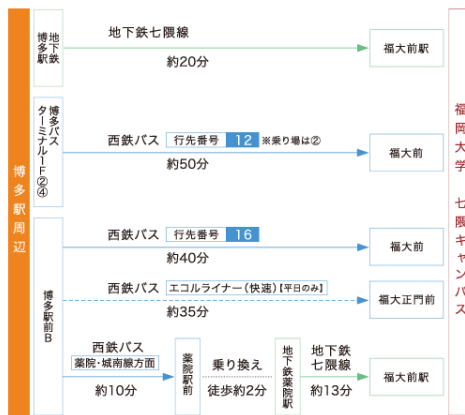 博多駅周辺
地下鉄
博多駅
地下鉄七隈線
約20分
福大前駅
博多バス
ターミナル1F②④
西鉄バス 行先番号 12 ※乗り場は②
約50分
福大前
博多駅前B
西鉄バス 行先番号 16
約40分
福大前
西鉄バス エコルライナー(快速)【平日のみ】
約35分
福大正門前
西鉄バス
薬院・城南線方面
約10分
薬院駅前
乗り換え
徒歩約2分
地下鉄薬院駅
地下鉄
七隈線
約13分
福大前駅
福岡大学 七隈キャンパス